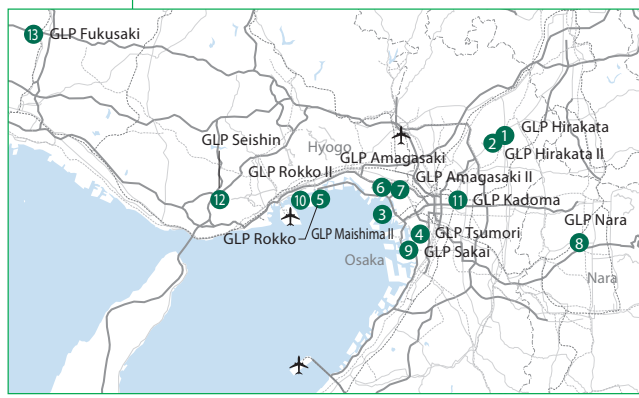 13 GLP Fukusaki
1 GLP Hirakata
2 GLP Hirakata II
GLP Seishin
Hyogo
GLP Amagasaki
GLP Rokko II
6 7 GLP Amagasaki II
12
10 5
11 GLP Kadoma
3
GLP Nara
GLP Rokko
GLP Maishima II
4 GLP Tsumori
8
9 GLP Sakai
Osaka
Nara